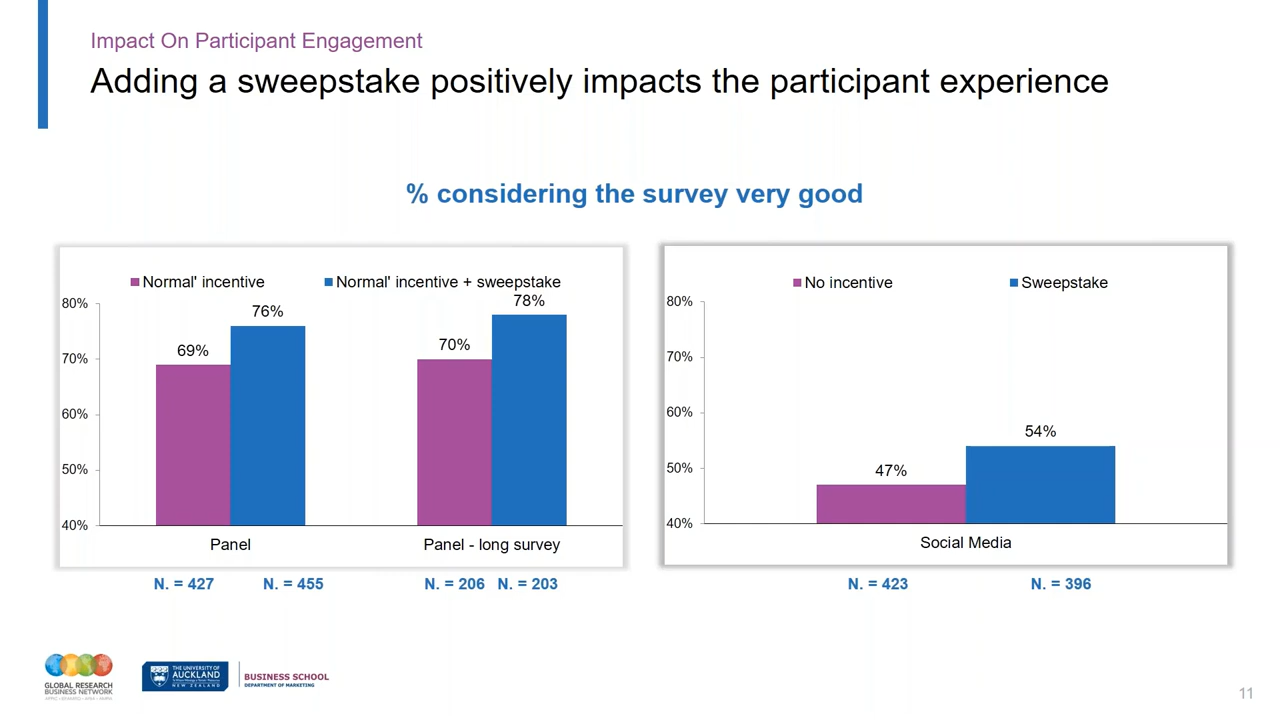 Impact On Participant Engagement
Adding a sweepstake positively impacts the participant experience
% considering the survey very good
Normal' incentive
Normal' incentive + sweepstake
80%
70%
60%
50%
40%
69%
76%
70%
78%
Panel
Panel - long survey
N. = 427
N. = 455
N. = 206
N. = 203
No incentive
Sweepstake
80%
70%
60%
50%
40%
47%
54%
Social Media
N. = 423
N. = 396
GLOBAL RESEARCH
BUSINESS NETWORK
THE UNIVERSITY OF
AUCKLAND
NEW ZEALAND
BUSINESS SCHOOL
DEPARTMENT OF MARKETING
11